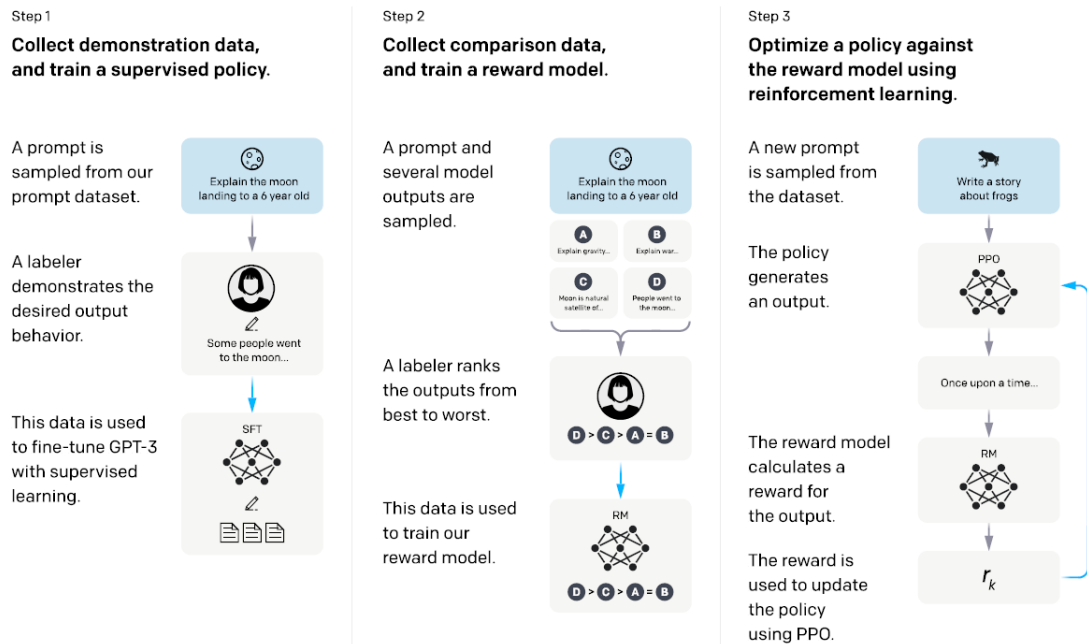 Step 1
Collect demonstration data,
and train a supervised policy.
A prompt is
sampled from our
prompt dataset.
Explain the moon
landing to a 6 year old
A labeler
demonstrates the
desired output
behavior.
Some people went
to the moon...
This data is used
to fine-tune GPT-3
with supervised
learning.
SFT
Step 2
Collect comparison data,
and train a reward model.
A prompt and
several model
outputs are
sampled.
Explain the moon
landing to a 6 year old
A
Explain gravity...
B
Explain war...
C
Moon is natural
satellite of...
D
People went to
the moon...
A labeler ranks
the outputs from
best to worst.
D > C > A = B
This data is used
to train our
reward model.
RM
D > C > A = B
Step 3
Optimize a policy against
the reward model using
reinforcement learning.
A new prompt
is sampled from
the dataset.
Write a story
about frogs
The policy
generates
an output.
PPO
Once upon a time...
The reward model
calculates a
reward for
the output.
RM
The reward is
used to update
the policy
using PPO.
r_k